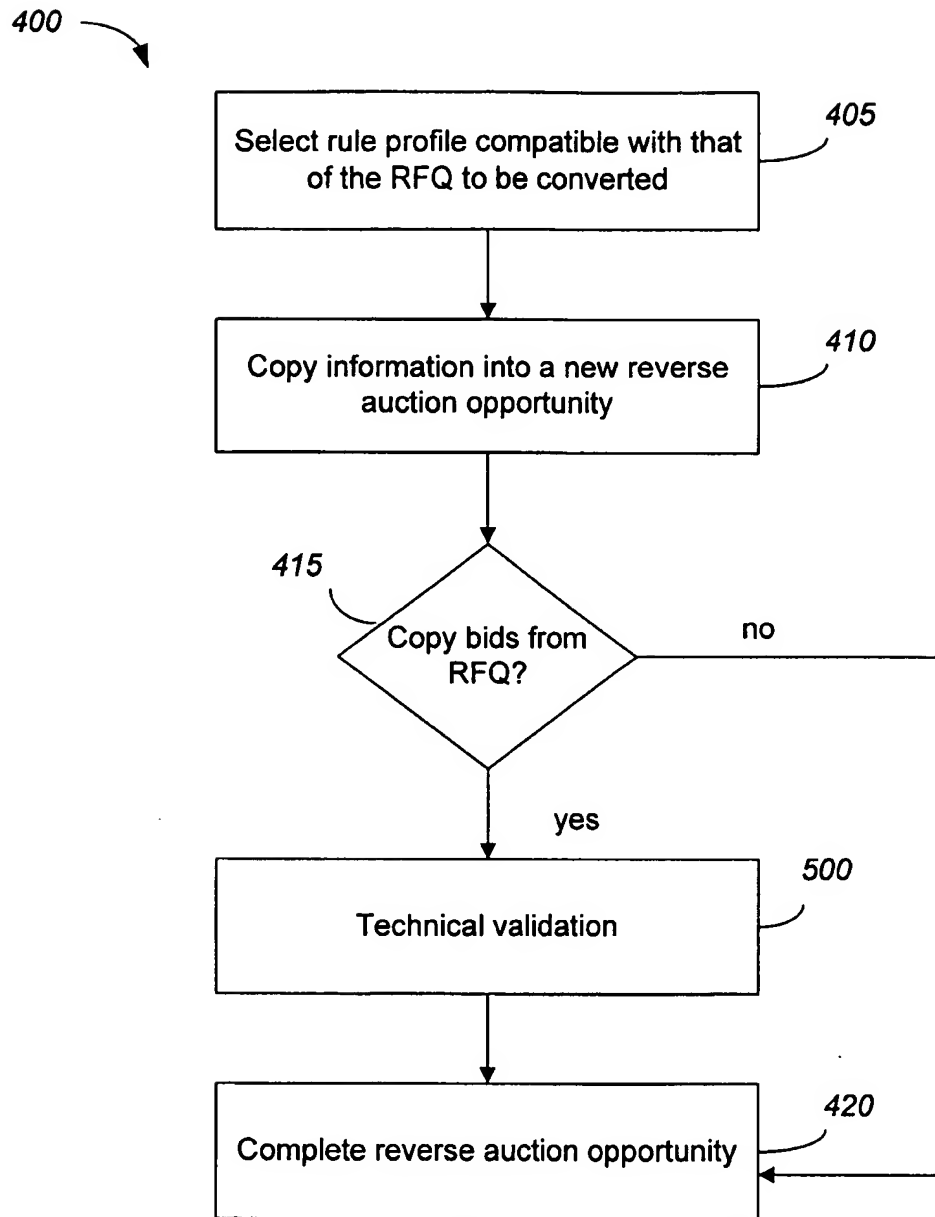 400
405
Select rule profile compatible with that
of the RFQ to be converted
410
Copy information into a new reverse
auction opportunity
415
Copy bids from
RFQ?
no
yes
500
Technical validation
420
Complete reverse auction opportunity